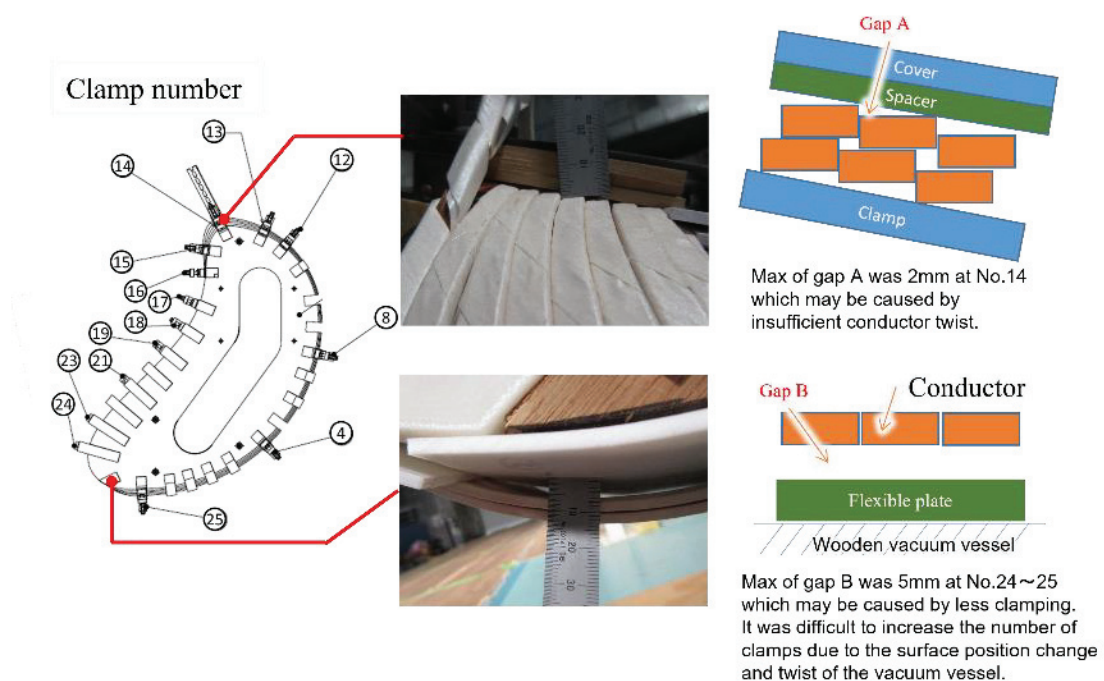 Clamp number
13
12
14
15
16
17
18
19
21
23
24
8
4
25
Gap A
Cover
Spacer
Clamp
Max of gap A was 2mm at No.14
which may be caused by
insufficient conductor twist.
Gap B
Conductor
Flexible plate
Wooden vacuum vessel
Max of gap B was 5mm at No.24～25
which may be caused by less clamping.
It was difficult to increase the number of
clamps due to the surface position change
and twist of the vacuum vessel.
10
20
30